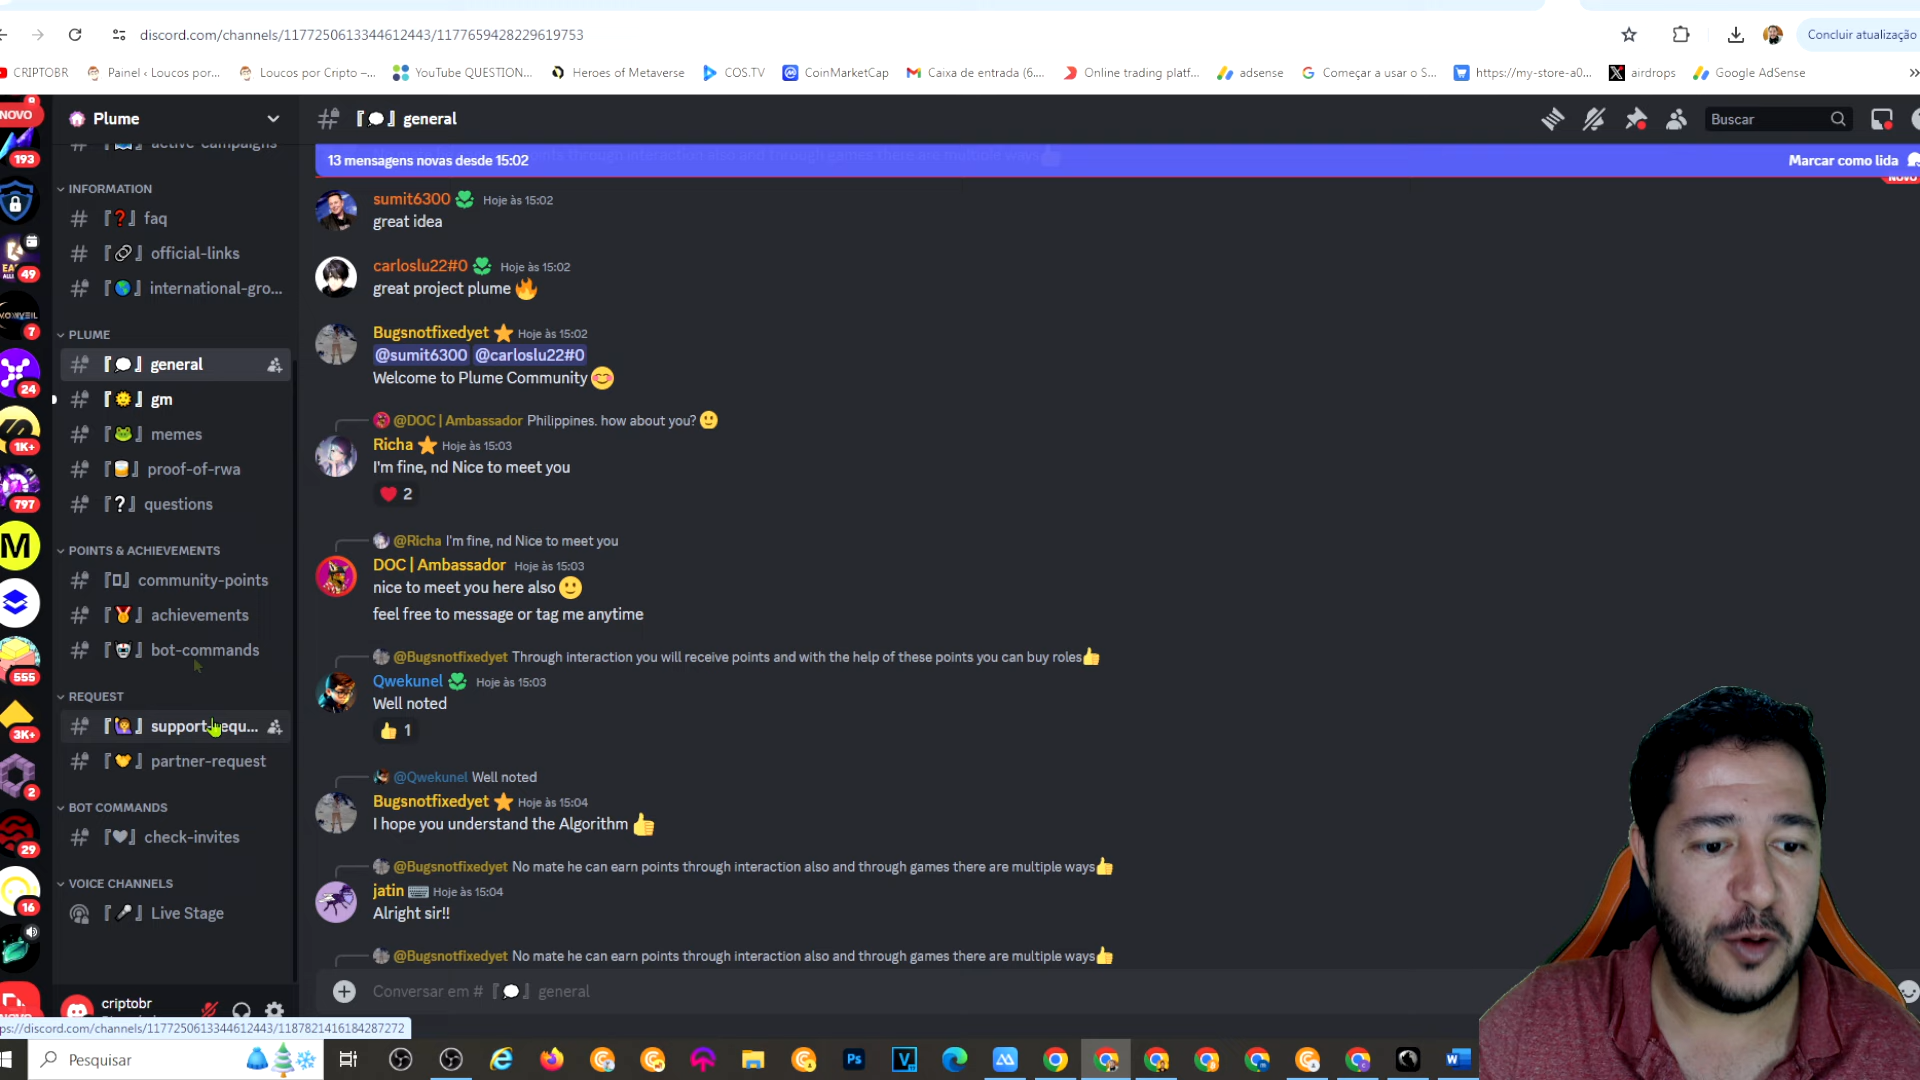 discord.com/channels/1177250613344612443/1177659428229619753
Concluir atualização
CRIPTOBR
Painel ‹ Loucos por...
Loucos por Cripto –...
YouTube QUESTION...
Heroes of Metaverse
COS.TV
CoinMarketCap
Caixa de entrada (6....
Online trading platf...
adsense
Começar a usar o S...
https://my-store-a0...
airdrops
Google AdSense
NOVO
193
49
7
24
1K+
797
M
555
3K+
2
29
16
Plume
active-campaigns
INFORMATION
faq
official-links
international-gro...
PLUME
general
gm
memes
proof-of-rwa
questions
POINTS & ACHIEVEMENTS
community-points
achievements
bot-commands
REQUEST
support-requ...
partner-request
BOT COMMANDS
check-invites
VOICE CHANNELS
Live Stage
criptobr
general
Buscar
13 mensagens novas desde 15:02
Marcar como lida
NOVO
sumit6300 Hoje às 15:02
great idea
carloslu22#0 Hoje às 15:02
great project plume
Bugsnotfixedyet Hoje às 15:02
@sumit6300 @carloslu22#0
Welcome to Plume Community
@DOC | Ambassador Philippines. how about you?
Richa Hoje às 15:03
I'm fine, nd Nice to meet you
2
@Richa I'm fine, nd Nice to meet you
DOC | Ambassador Hoje às 15:03
nice to meet you here also
feel free to message or tag me anytime
@Bugsnotfixedyet Through interaction you will receive points and with the help of these points you can buy roles
Qwekunel Hoje às 15:03
Well noted
1
@Qwekunel Well noted
Bugsnotfixedyet Hoje às 15:04
I hope you understand the Algorithm
@Bugsnotfixedyet No mate he can earn points through interaction also and through games there are multiple ways
jatin Hoje às 15:04
Alright sir!!
@Bugsnotfixedyet No mate he can earn points through interaction also and through games there are multiple ways
Conversar em # general
ps://discord.com/channels/1177250613344612443/1187821416184287272
Pesquisar
Ps
V